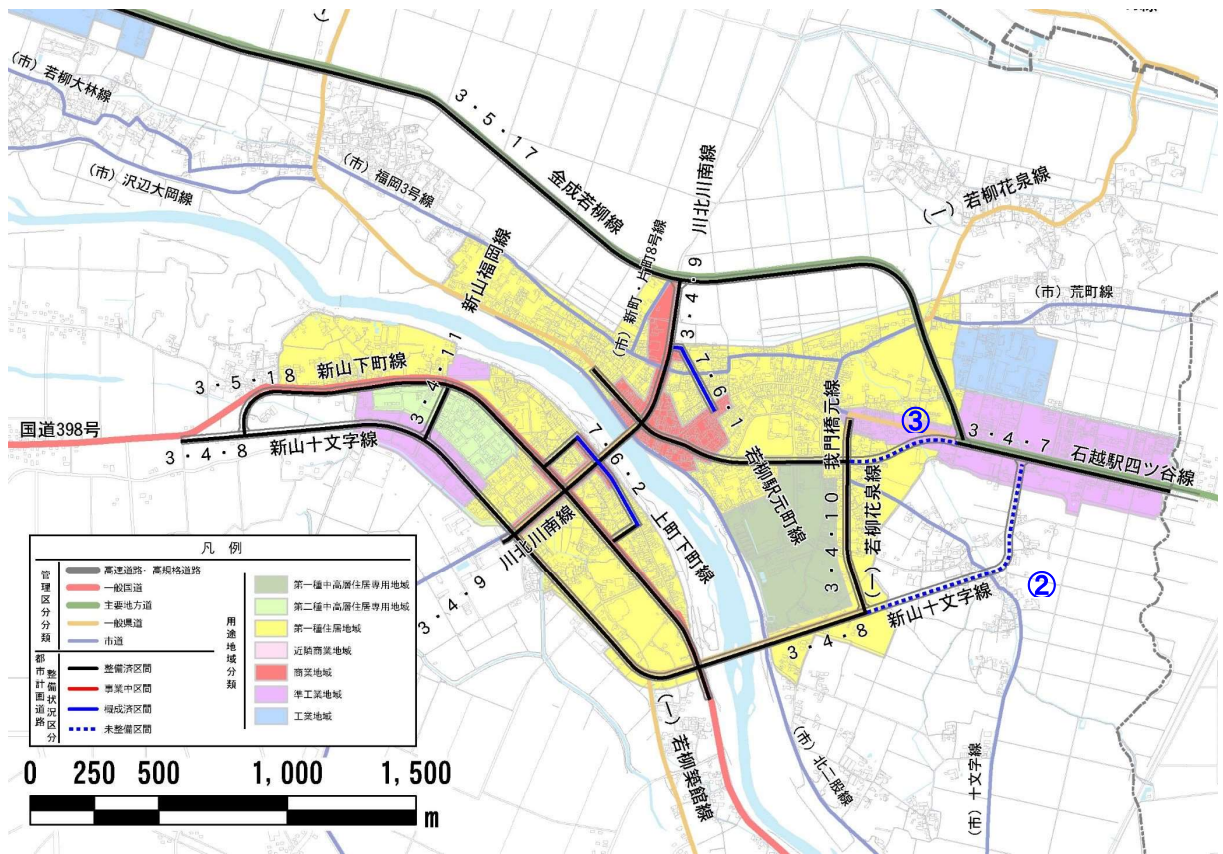 (市) 若柳大林線
(市) 沢辺大岡線
(市) 福岡3号線
3・5・17 金成若柳線
川北川南線
3・4・9
(市) 新町・片町8号線
(一) 若柳花泉線
(市) 荒町線
新山福岡線
3・5・18 新山下町線
3・4・11
国道398号
3・4・8 新山十文字線
7・6・1
7・6・2
上町下町線
若柳駅元町線
我門橋元線
3・4・10
(一) 若柳花泉線
③
3・4・7 石越駅四ツ谷線
②
3・4・8 新山十文字線
3・4・9 川北川南線
(一) 若柳築館線
(市) 北二股線
(市) 十文字線
凡 例
管理区分分類
高速道路・高規格道路
一般国道
主要地方道
一般県道
市道
都市計画道路
整備状況区分
整備済区間
事業中区間
概成済区間
未整備区間
用途地域分類
第一種中高層住居専用地域
第二種中高層住居専用地域
第一種住居地域
近隣商業地域
商業地域
準工業地域
工業地域
0 250 500 1,000 1,500
m